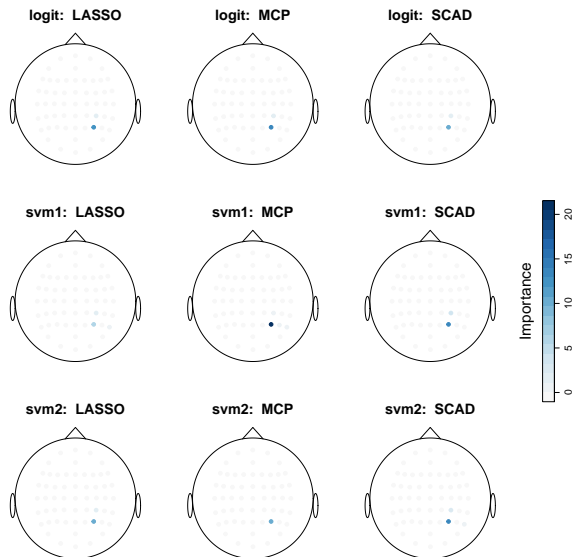 logit: LASSO
logit: MCP
logit: SCAD
svm1: LASSO
svm1: MCP
svm1: SCAD
svm2: LASSO
svm2: MCP
svm2: SCAD
Importance
0
5
10
15
20